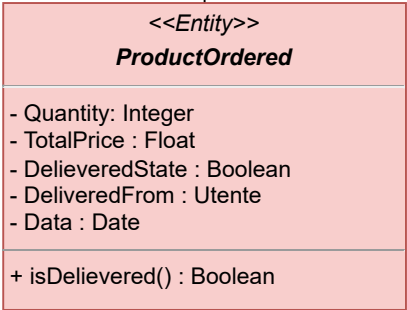 <<Entity>>
ProductOrdered
- Quantity: Integer
- TotalPrice : Float
- DelieveredState : Boolean
- DeliveredFrom : Utente
- Data : Date
+ isDelievered() : Boolean